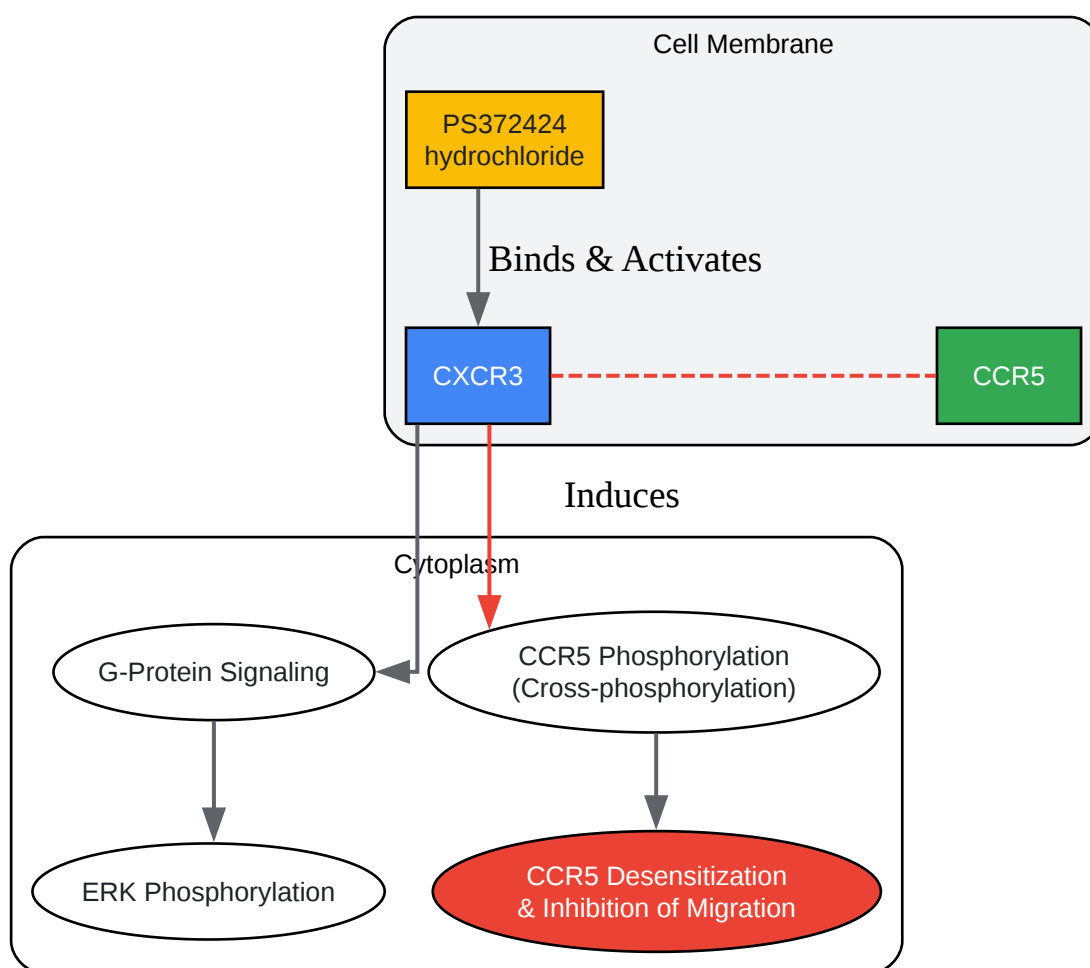 Cell Membrane
PS372424
hydrochloride
Binds & Activates
CXCR3
CCR5
Induces
Cytoplasm
G-Protein Signaling
CCR5 Phosphorylation
(Cross-phosphorylation)
ERK Phosphorylation
CCR5 Desensitization
& Inhibition of Migration